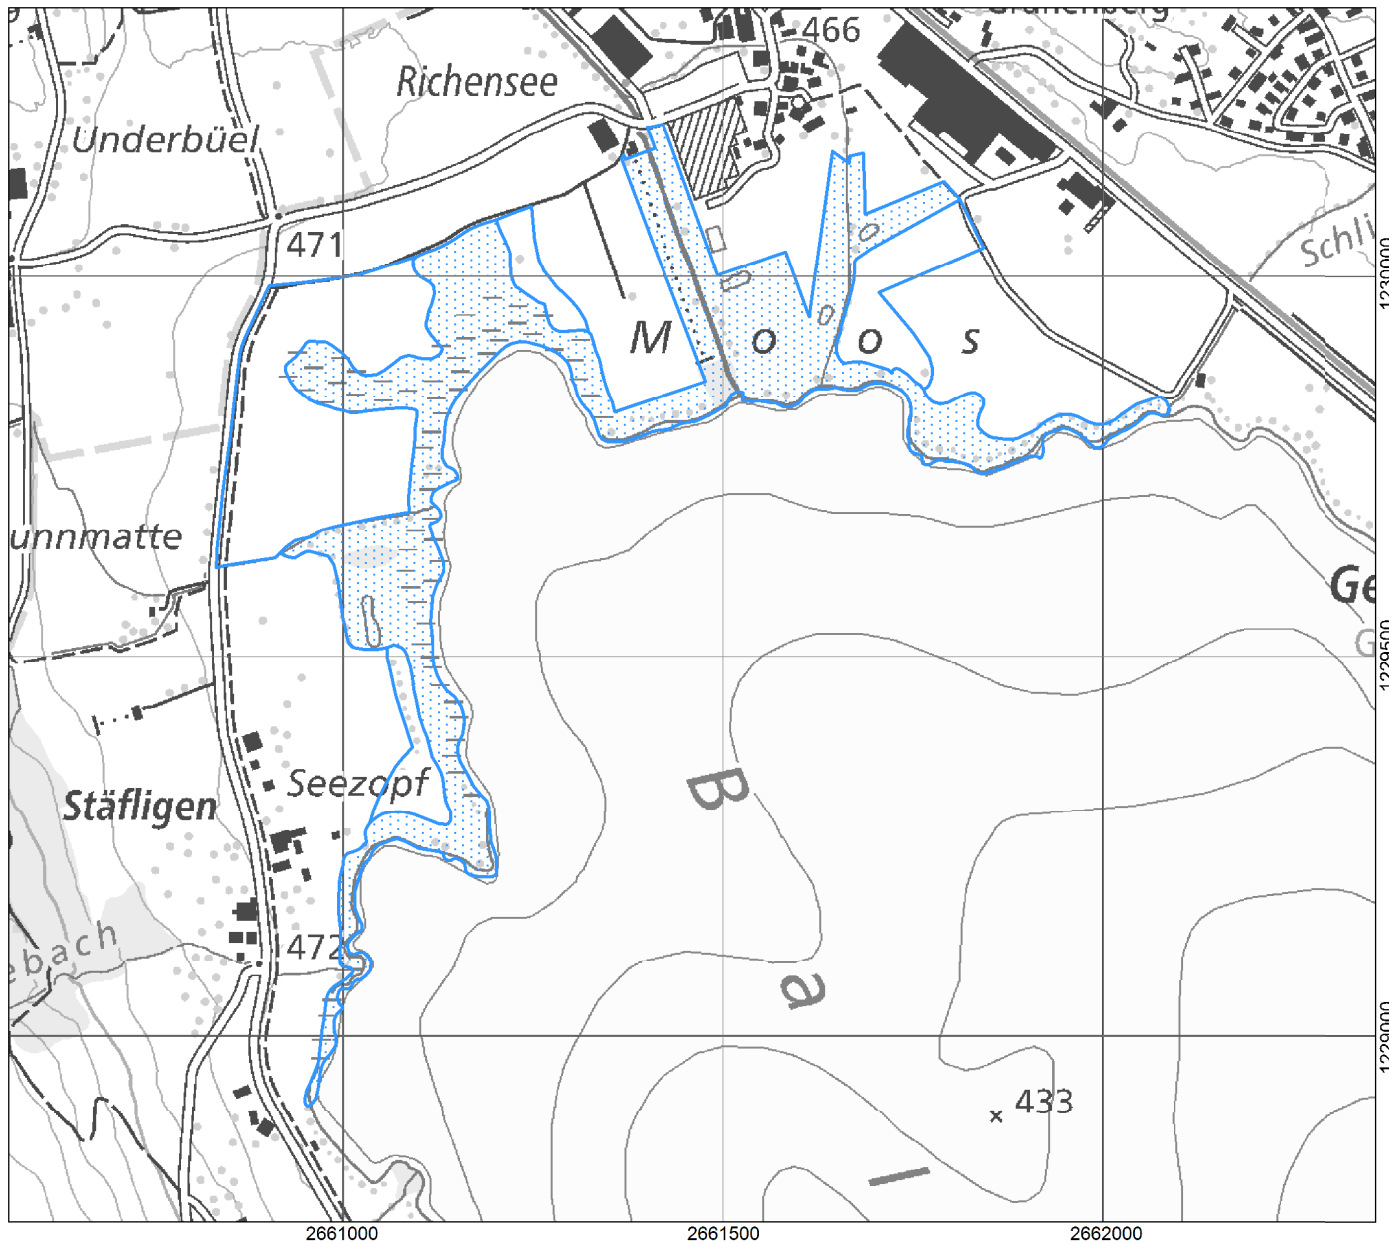 466
Richensee
Underbüel
471
Schli
1230000
M o o s
unnmatte
Ge
G
1229500
B
Seezopf
Stäfligen
ebach
472
a
1229000
433
l
2661000
2661500
2662000